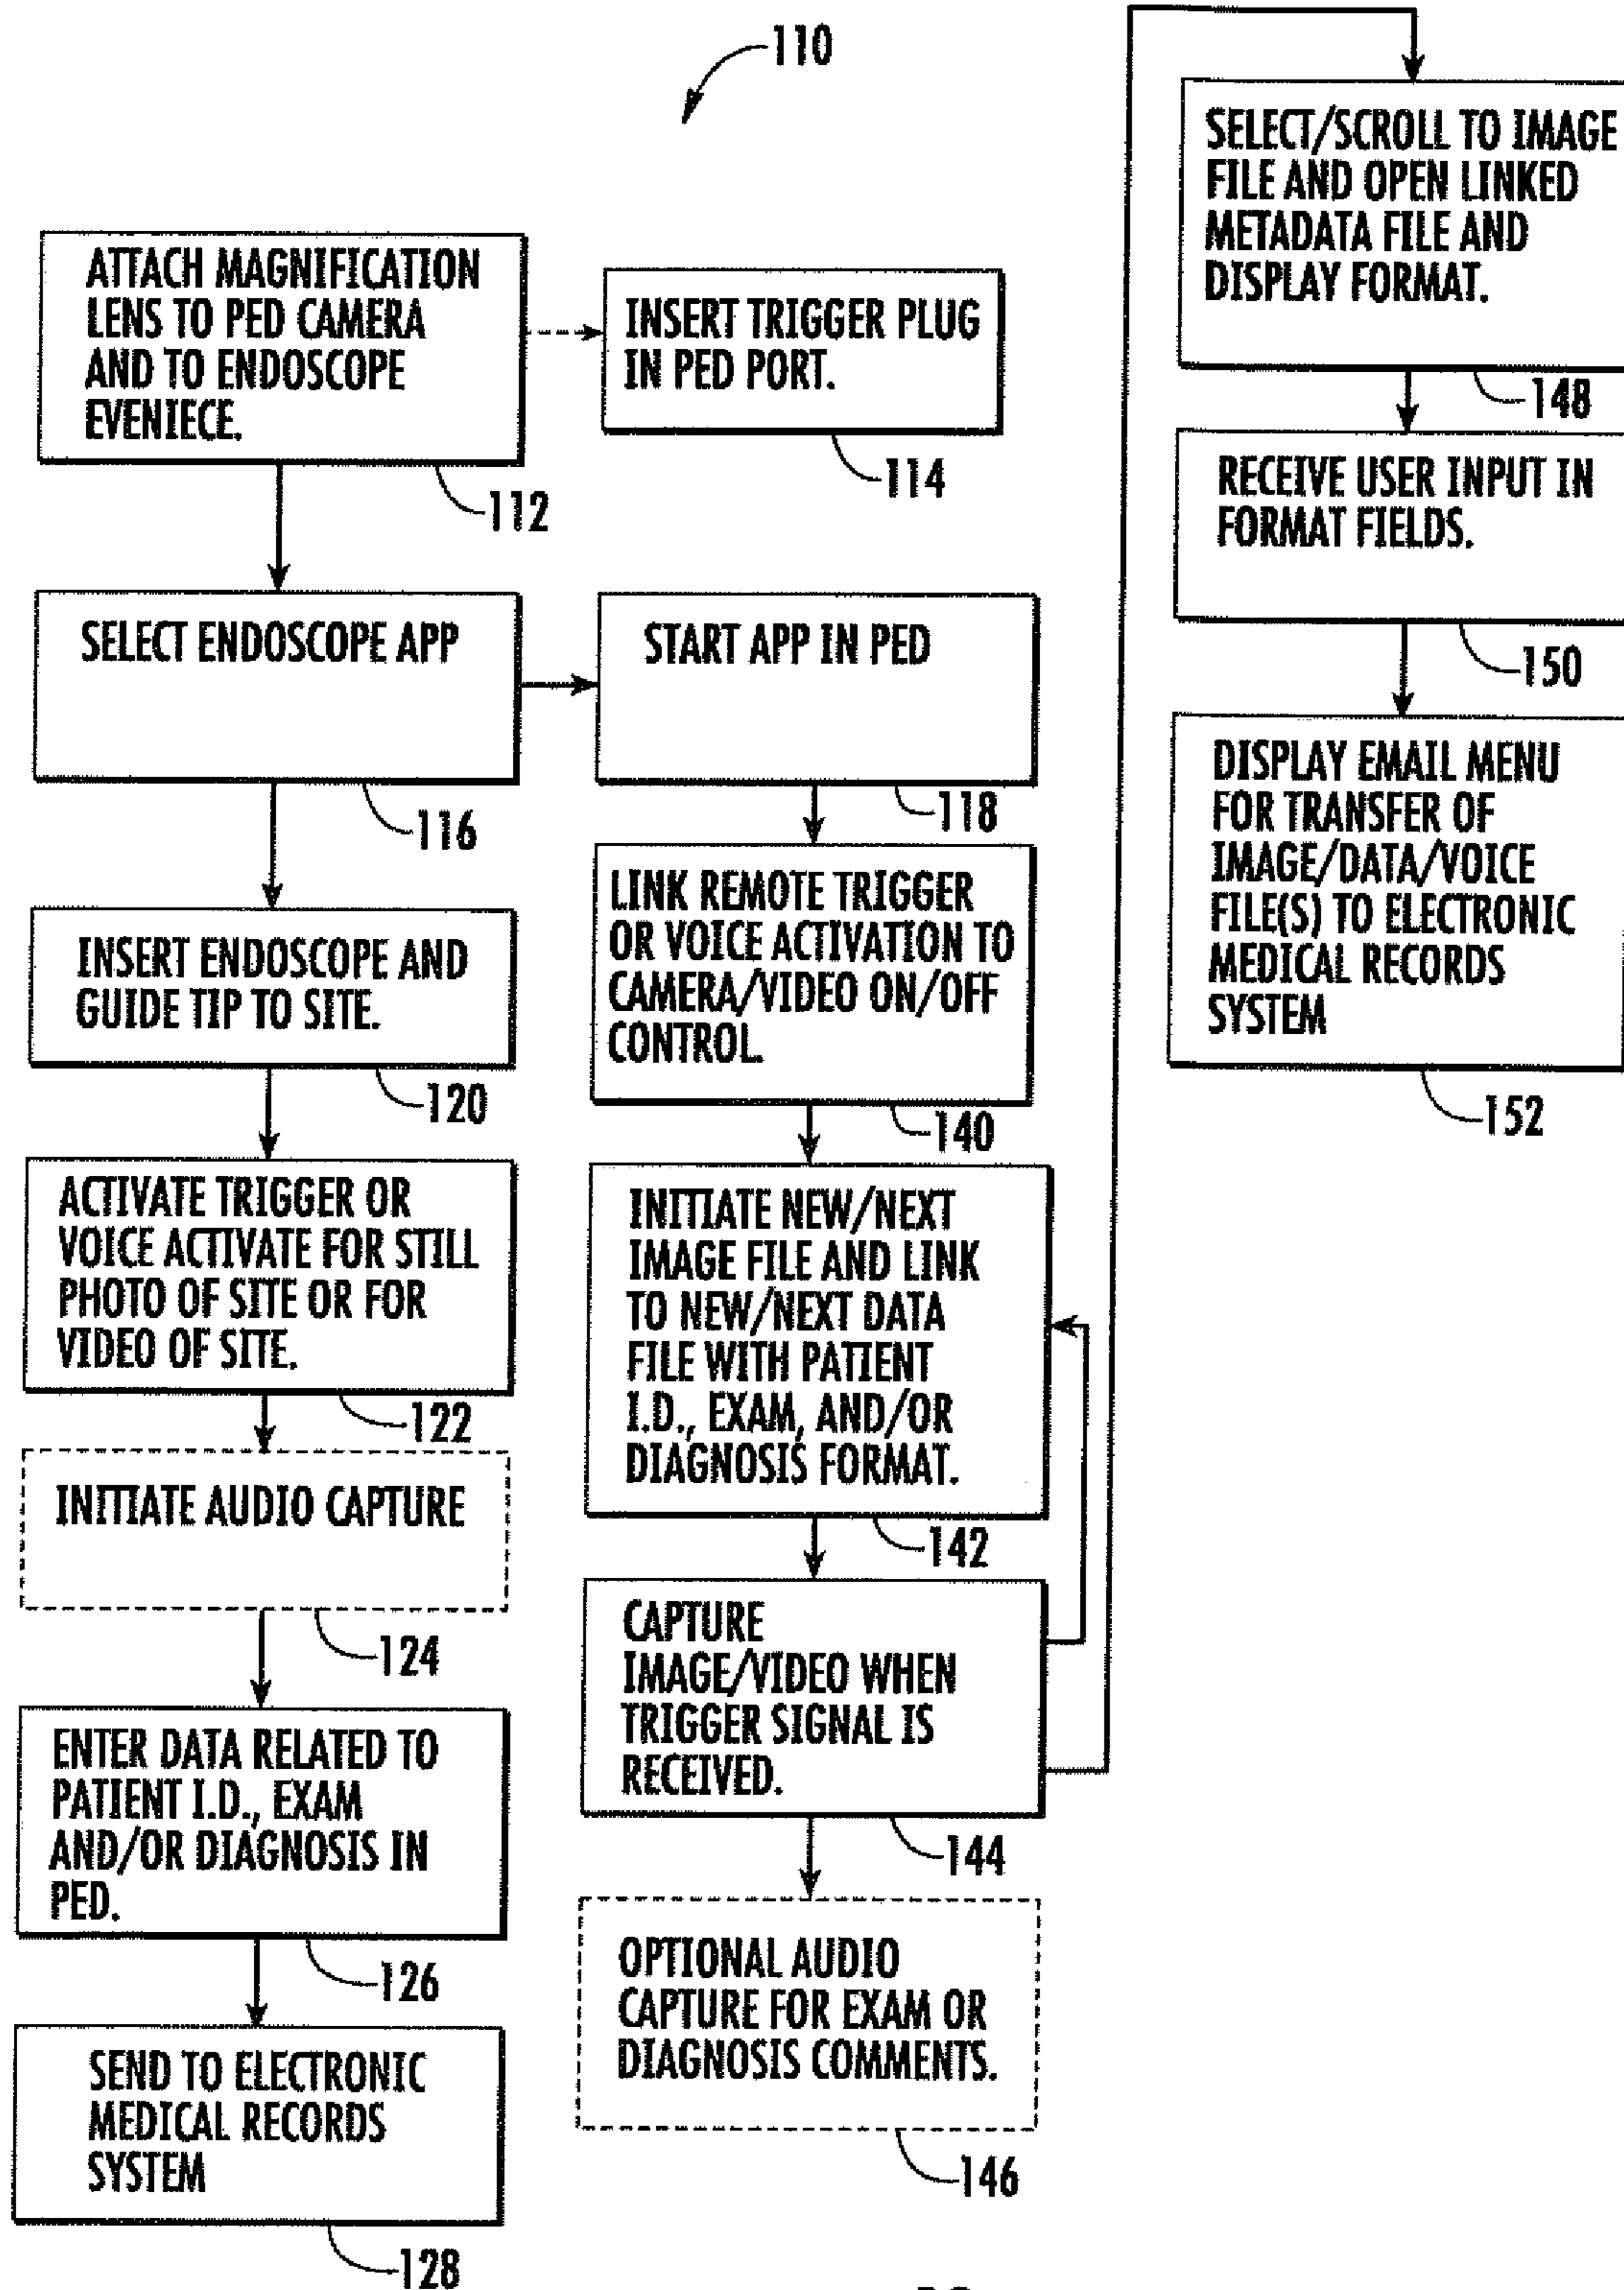 110
ATTACH MAGNIFICATION
LENS TO PED CAMERA
AND TO ENDOSCOPE
EVENIECE.
112
INSERT TRIGGER PLUG
IN PED PORT.
114
SELECT ENDOSCOPE APP
116
START APP IN PED
118
INSERT ENDOSCOPE AND
GUIDE TIP TO SITE.
120
ACTIVATE TRIGGER OR
VOICE ACTIVATE FOR STILL
PHOTO OF SITE OR FOR
VIDEO OF SITE.
122
INITIATE AUDIO CAPTURE
124
ENTER DATA RELATED TO
PATIENT I.D., EXAM
AND/OR DIAGNOSIS IN
PED.
126
SEND TO ELECTRONIC
MEDICAL RECORDS
SYSTEM
128
LINK REMOTE TRIGGER
OR VOICE ACTIVATION TO
CAMERA/VIDEO ON/OFF
CONTROL.
140
INITIATE NEW/NEXT
IMAGE FILE AND LINK
TO NEW/NEXT DATA
FILE WITH PATIENT
I.D., EXAM, AND/OR
DIAGNOSIS FORMAT.
142
CAPTURE
IMAGE/VIDEO WHEN
TRIGGER SIGNAL IS
RECEIVED.
144
OPTIONAL AUDIO
CAPTURE FOR EXAM OR
DIAGNOSIS COMMENTS.
146
SELECT/SCROLL TO IMAGE
FILE AND OPEN LINKED
METADATA FILE AND
DISPLAY FORMAT.
148
RECEIVE USER INPUT IN
FORMAT FIELDS.
150
DISPLAY EMAIL MENU
FOR TRANSFER OF
IMAGE/DATA/VOICE
FILE(S) TO ELECTRONIC
MEDICAL RECORDS
SYSTEM
152